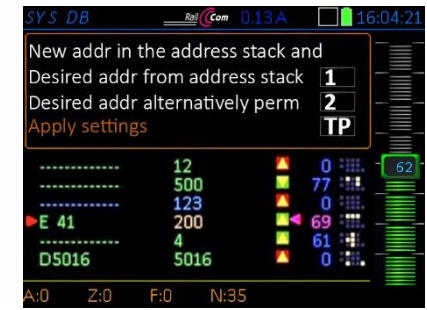 SYS DB RailCom 0.13A 16:04:21
New addr in the address stack and
Desired addr from address stack 1
Desired addr alternatively perm 2
Apply settings TP
------------- 12 0
------------- 500 77
------------- 123 0
E 41 200 69
------------- 4 61
D5016 5016 0
62
A:0 Z:0 F:0 N:35